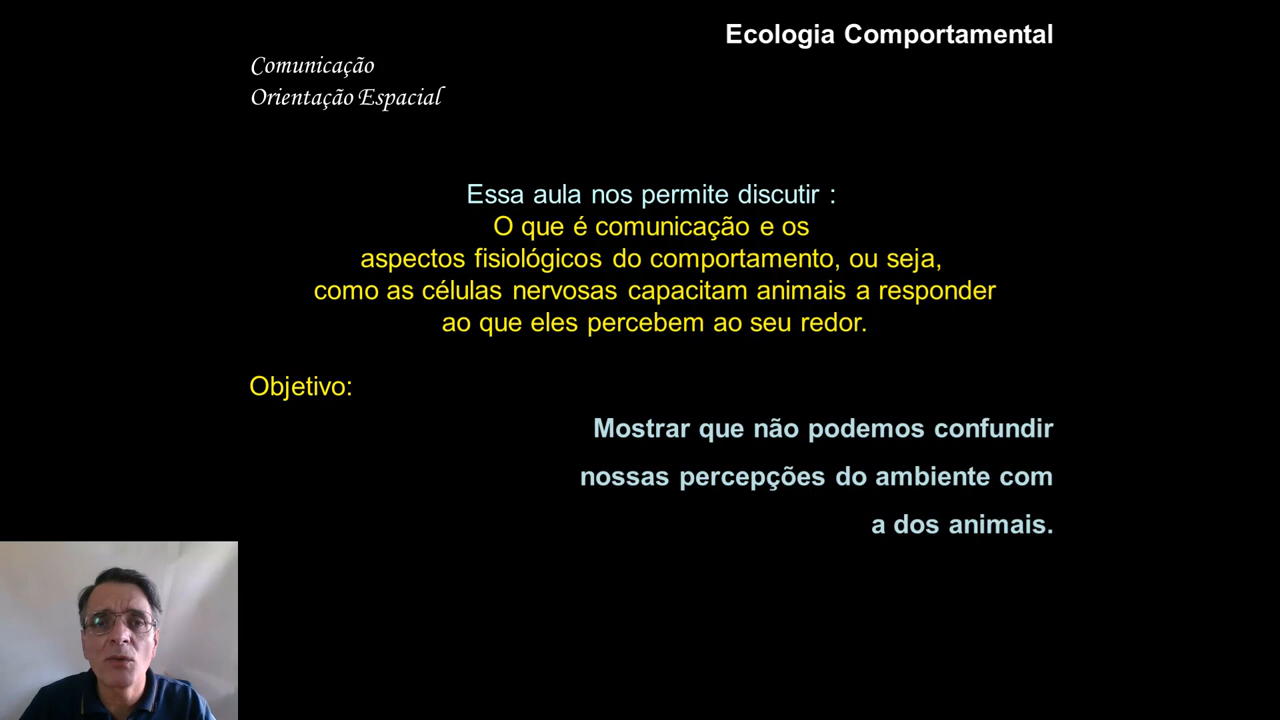 Ecologia Comportamental
Comunicação
Orientação Espacial
Essa aula nos permite discutir :
O que é comunicação e os
aspectos fisiológicos do comportamento, ou seja,
como as células nervosas capacitam animais a responder
ao que eles percebem ao seu redor.
Objetivo:
Mostrar que não podemos confundir
nossas percepções do ambiente com
a dos animais.